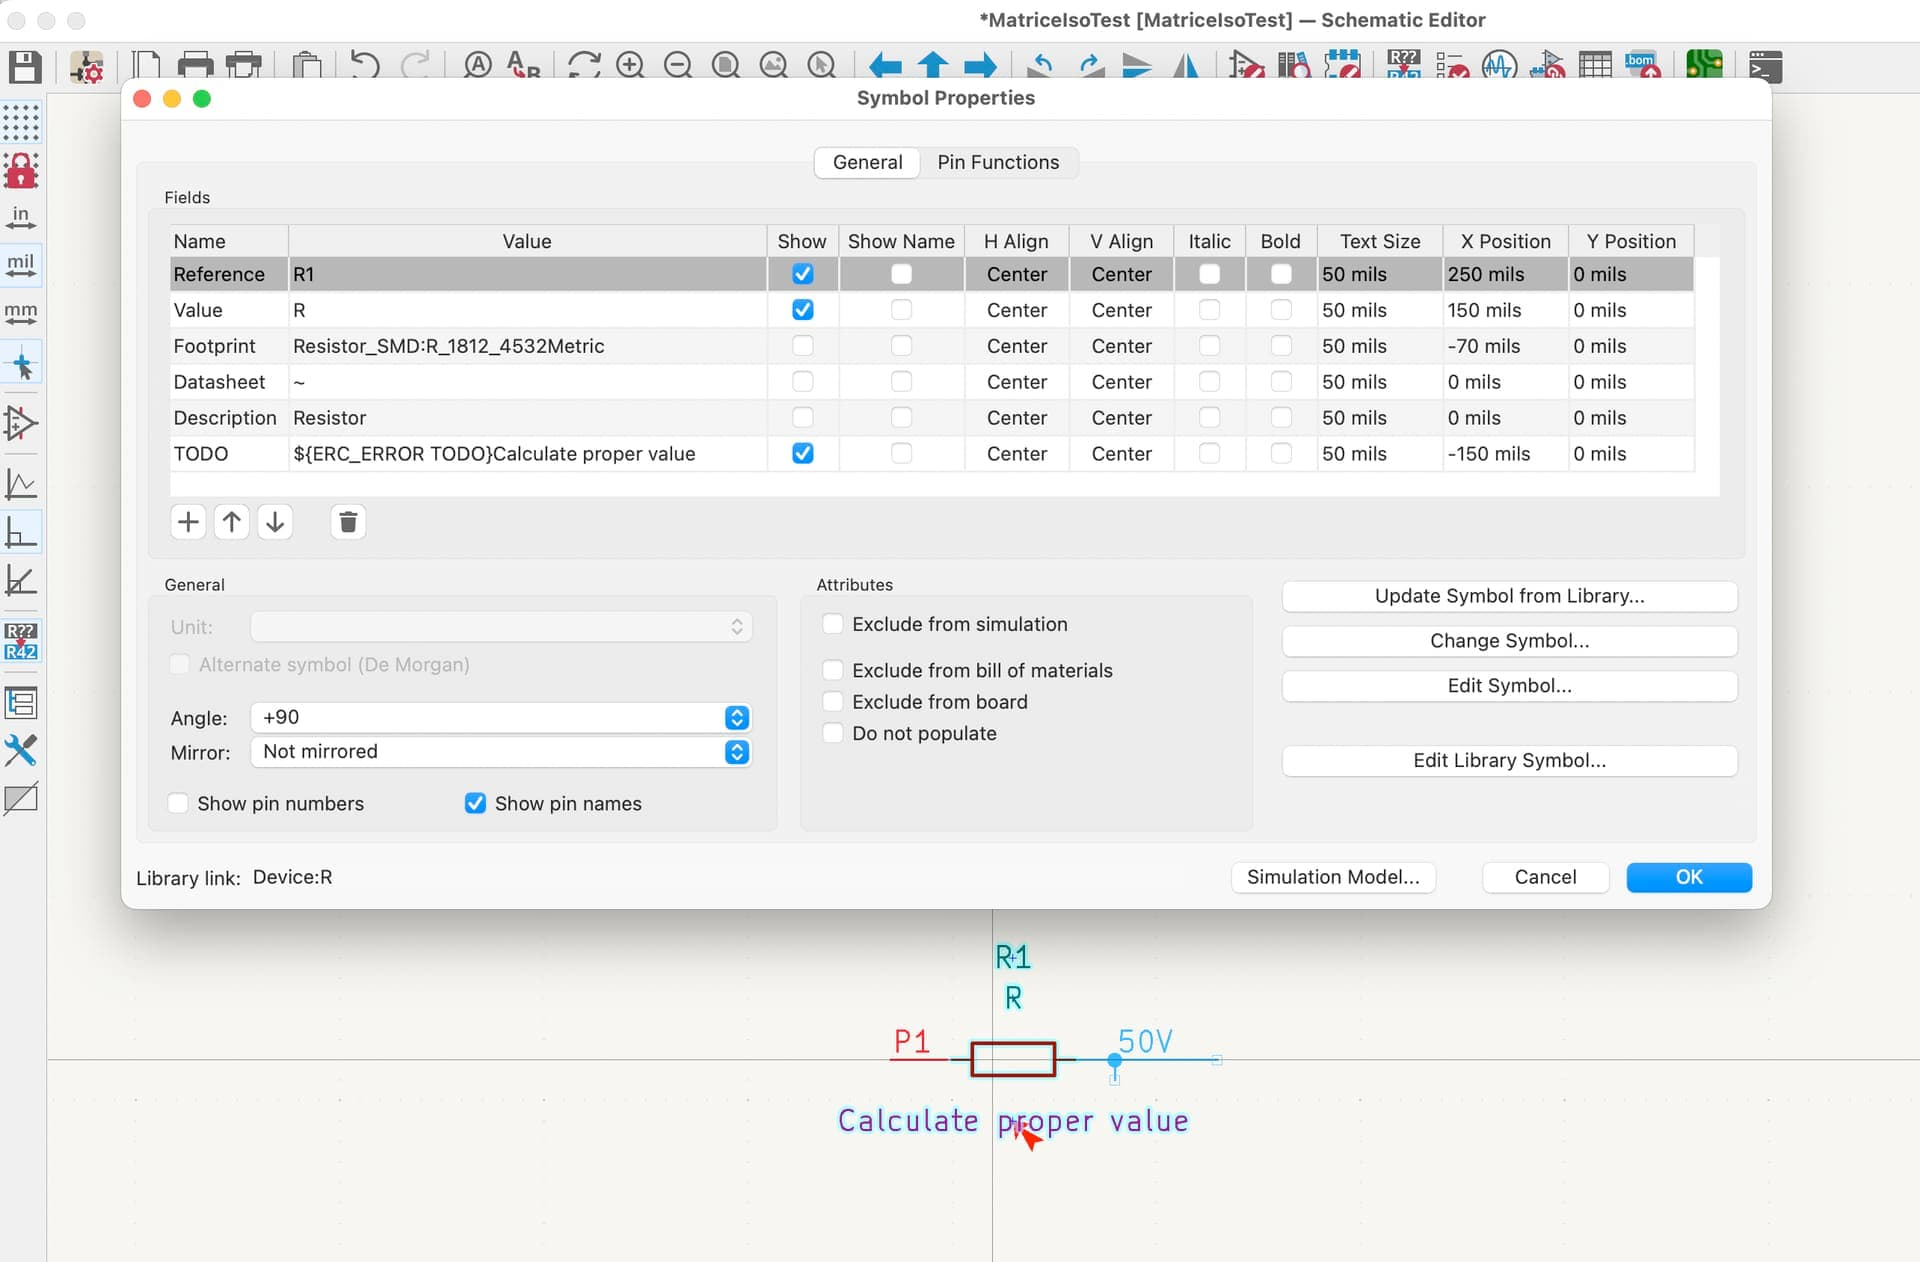 *MatriceIsoTest [MatriceIsoTest] — Schematic Editor
R??
.bom
>_
Symbol Properties
General Pin Functions
in
mil
mm
R??
R42
Fields
Name Value Show Show Name H Align V Align Italic Bold Text Size X Position Y Position
Reference R1 Center Center 50 mils 250 mils 0 mils
Value R Center Center 50 mils 150 mils 0 mils
Footprint Resistor_SMD:R_1812_4532Metric Center Center 50 mils -70 mils 0 mils
Datasheet ~ Center Center 50 mils 0 mils 0 mils
Description Resistor Center Center 50 mils 0 mils 0 mils
TODO ${ERC_ERROR TODO}Calculate proper value Center Center 50 mils -150 mils 0 mils
General
Unit:
Alternate symbol (De Morgan)
Angle: +90
Mirror: Not mirrored
Show pin numbers Show pin names
Attributes
Exclude from simulation
Exclude from bill of materials
Exclude from board
Do not populate
Update Symbol from Library...
Change Symbol...
Edit Symbol...
Edit Library Symbol...
Library link: Device:R
Simulation Model... Cancel OK
R1
R
P1 50V
Calculate proper value